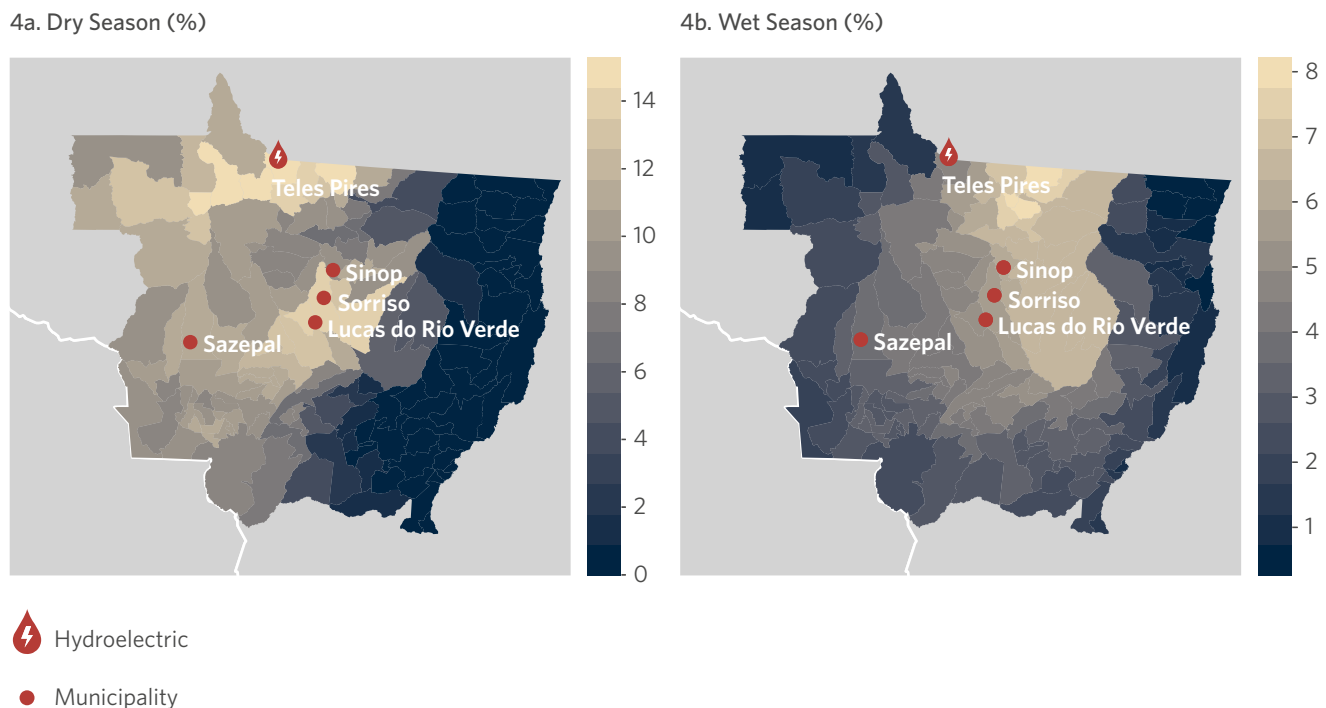 4a. Dry Season (%)
Teles Pires
Sinop
Sorriso
Lucas do Rio Verde
Sazepal
14
12
10
8
6
4
2
0
4b. Wet Season (%)
Teles Pires
Sinop
Sorriso
Lucas do Rio Verde
Sazepal
8
7
6
5
4
3
2
1
Hydroelectric
Municipality